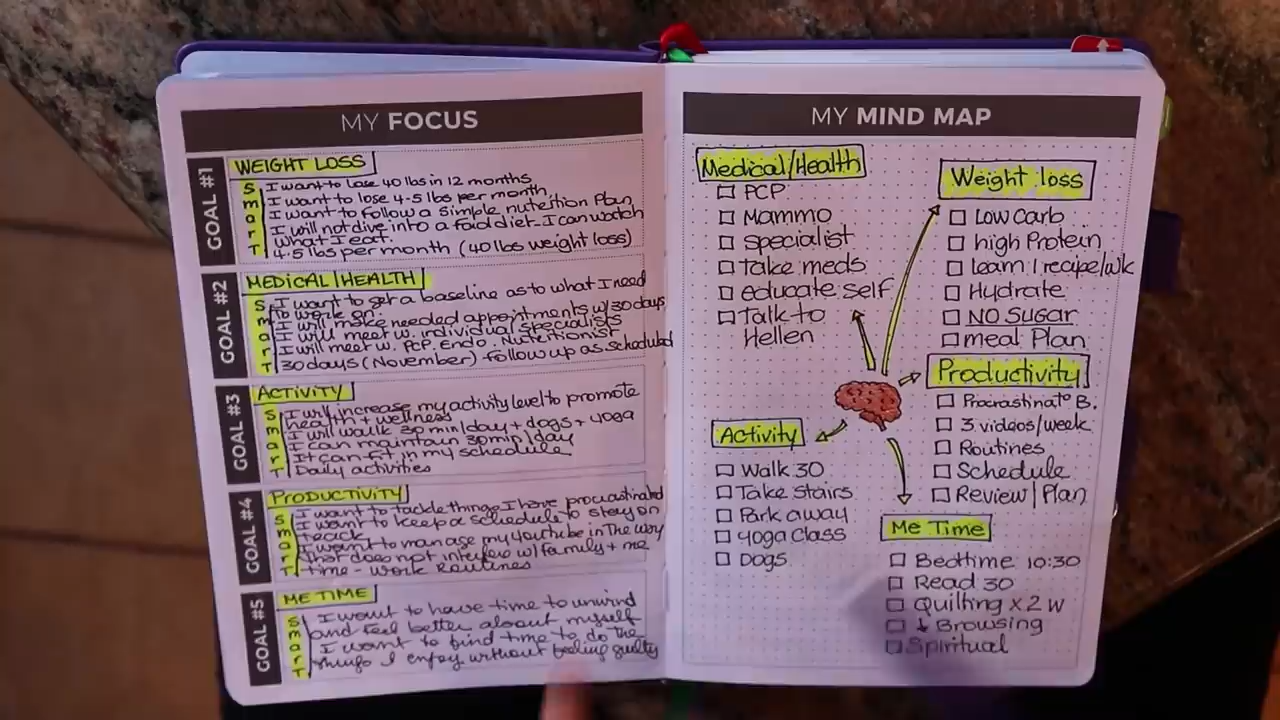 MY FOCUS
GOAL #1
WEIGHT LOSS
S I want to lose 40 lbs in 12 months
m I want to lose 4-5 lbs per month
a I want to follow a simple nutrition Plan
r I will not dive into a fad diet - I can watch
what I eat.
T 4.5 lbs per month (40 lbs weight loss)
GOAL #2
MEDICAL/HEALTH
S I want to get a baseline as to what I need
to work on.
m I will make needed appointments w/ 30 days
a I will meet w. individual specialists
r I will meet w. PCP. Endo. Nutritionist
T 30 days (November) follow up as scheduled
GOAL #3
ACTIVITY
S I will increase my activity level to promote
health + wellness
m I will walk 30 min/day + dogs + yoga
a I can maintain 30 min/day
r It can fit in my schedule
T Daily activities
GOAL #4
PRODUCTIVITY
S I want to tackle things I have procrastinated
m I want to keep a schedule to stay on
track
a I want to manage my youtube in the way
r that does not interfere w/ family + me
T time - work Routines
GOAL #5
ME TIME
S I want to have time to unwind
m and feel better about myself
a I want to find time to do the
r things I enjoy without feeling guilty
T
MY MIND MAP
Medical/Health
PCP
Mammo
specialist
Take meds
educate self
Talk to
Hellen
Weight loss
Low Carb
high Protein
learn 1 recipe/wk
Hydrate
NO SUGAR
meal Plan
Productivity
Procrastinat° B.
3 videos/week
Routines
Schedule
Review/Plan
Activity
Walk 30
Take stairs
Park away
yoga Class
Dogs
Me Time
Bedtime 10:30
Read 30
Quilting x 2 w
↓ Browsing
Spiritual